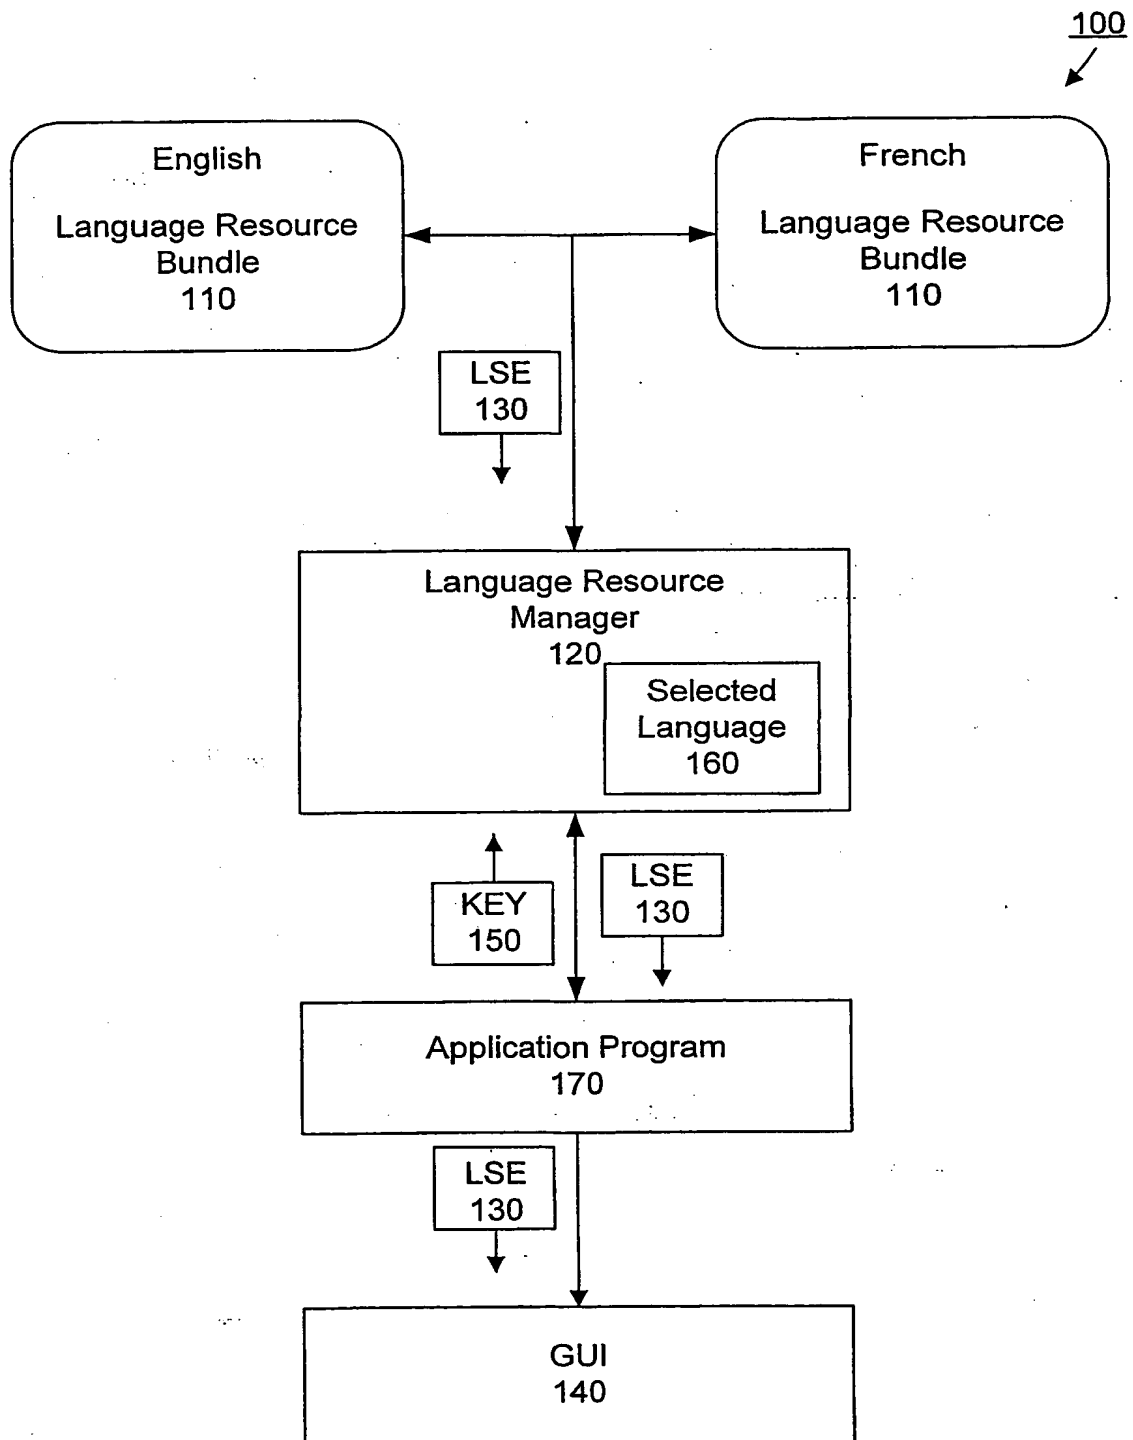 100
English
Language Resource
Bundle
110
French
Language Resource
Bundle
110
LSE
130
Language Resource
Manager
120
Selected
Language
160
KEY
150
LSE
130
Application Program
170
LSE
130
GUI
140